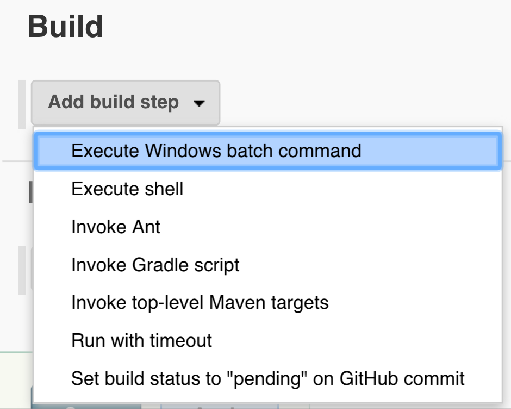 Build
Add build step
Execute Windows batch command
Execute shell
Invoke Ant
Invoke Gradle script
Invoke top-level Maven targets
Run with timeout
Set build status to "pending" on GitHub commit